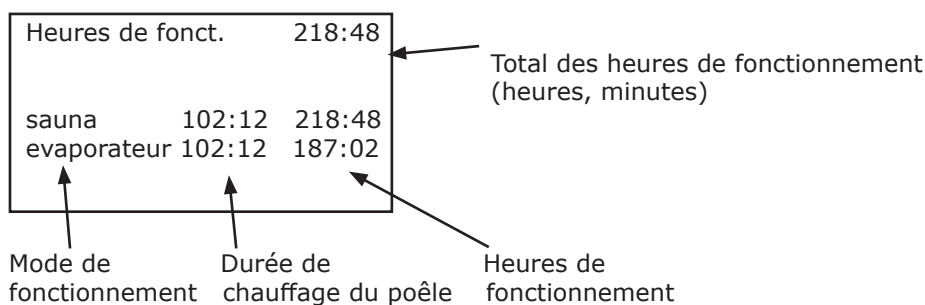 Heures de fonct. 218:48
Total des heures de fonctionnement
(heures, minutes)
sauna 102:12 218:48
evaporateur 102:12 187:02
Mode de
fonctionnement
Durée de
chauffage du poêle
Heures de
fonctionnement